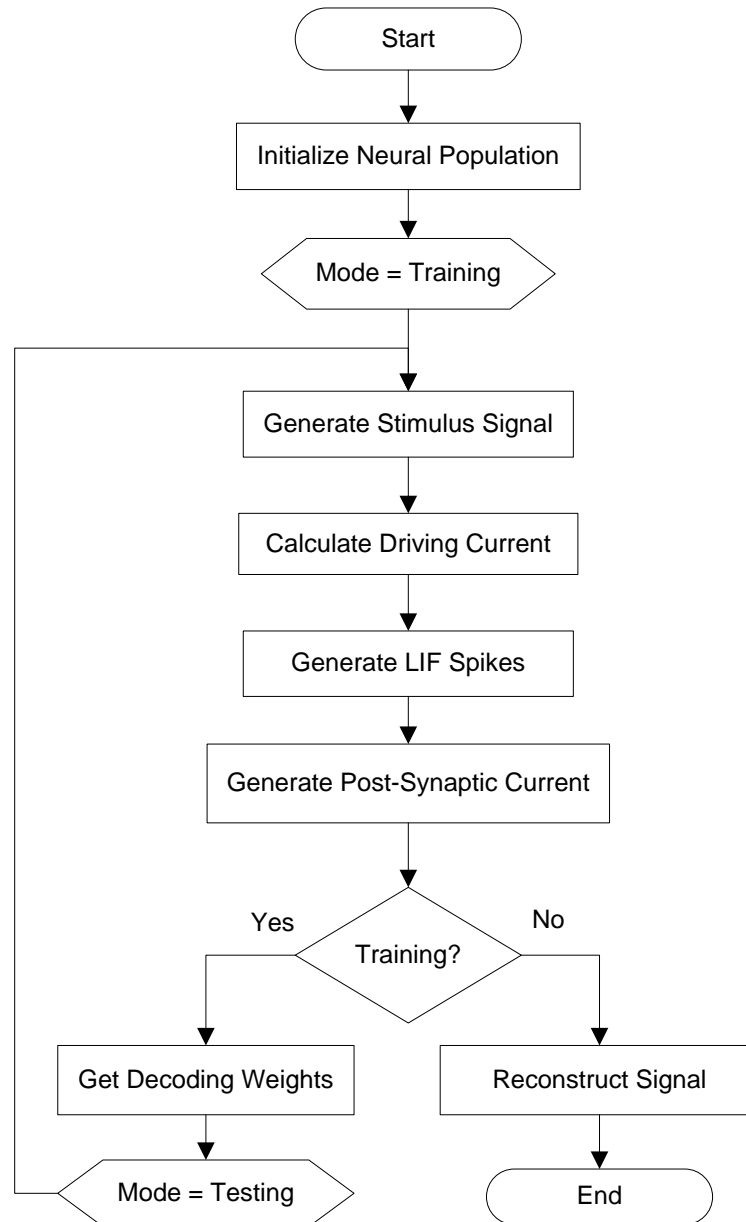 Start
Initialize Neural Population
Mode = Training
Generate Stimulus Signal
Calculate Driving Current
Generate LIF Spikes
Generate Post-Synaptic Current
Yes
No
Training?
Get Decoding Weights
Reconstruct Signal
Mode = Testing
End